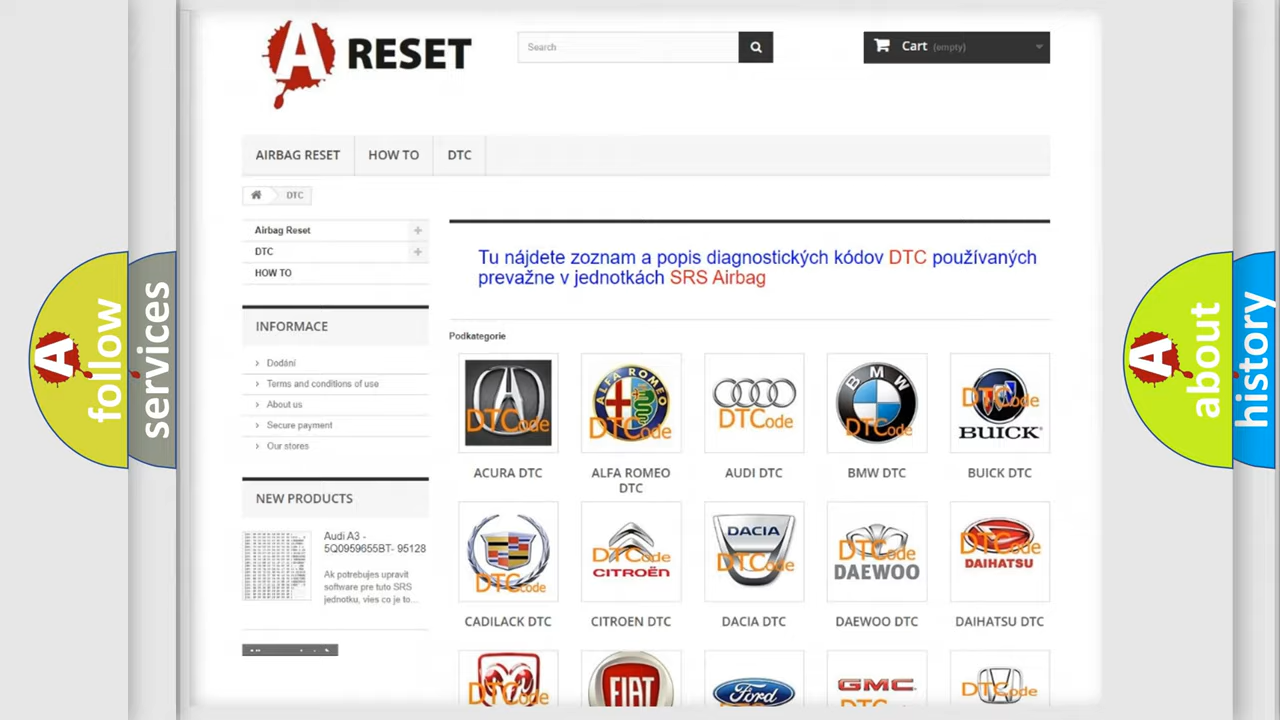 A RESET
Search
Cart (empty)
AIRBAG RESET
HOW TO
DTC
DTC
Airbag Reset
DTC
HOW TO
INFORMACE
Dodání
Terms and conditions of use
About us
Secure payment
Our stores
NEW PRODUCTS
Audi A3 -
5Q0959655BT- 95128
Ak potrebujes upravit
software pre tuto SRS
jednotku, vies co je to...
Tu nájdete zoznam a popis diagnostických kódov DTC používaných
prevažne v jednotkách SRS Airbag
Podkategorie
DTCode
ALFA ROMEO
DTCode
DTCode
BMW
DTCode
DTCode
BUICK
ACURA DTC
ALFA ROMEO
DTC
AUDI DTC
BMW DTC
BUICK DTC
DTCode
DTCode
CITROËN
DACIA
DTCode
DTCode
DAEWOO
DTCode
DAIHATSU
CADILACK DTC
CITROEN DTC
DACIA DTC
DAEWOO DTC
DAIHATSU DTC
DTCode
FIAT
Ford
GMC
DTCode
A follow
services
A about
history